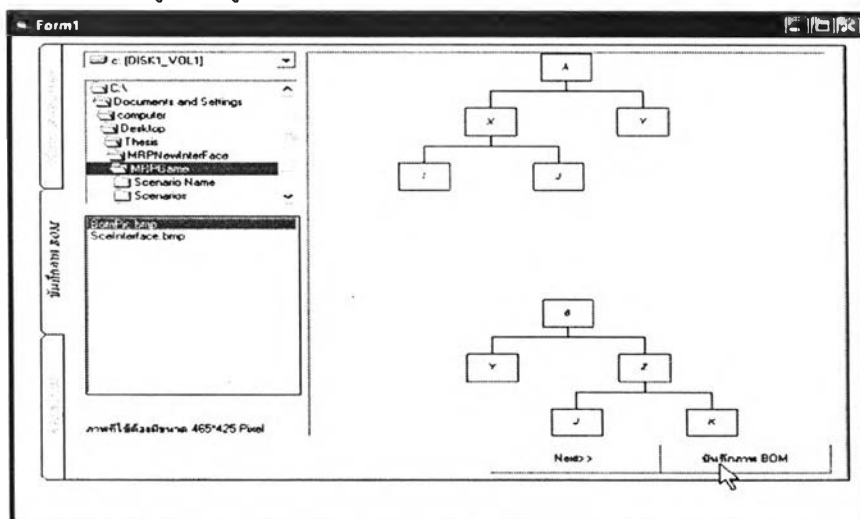 Form1
c: [DISK1_VOL1]
C:\
Documents and Settings
computer
Desktop
Thesis
MRPNewInterFace
MRPGame
Scenario Name
Scenarios
บันทึกภาพ BOM
BomPic.bmp
SceInterface.bmp
ภาพที่ใช้ต้องมีขนาด 465*425 Pixel
A
X
Y
I
J
B
Y
Z
J
K
Next>>
บันทึกภาพ BOM